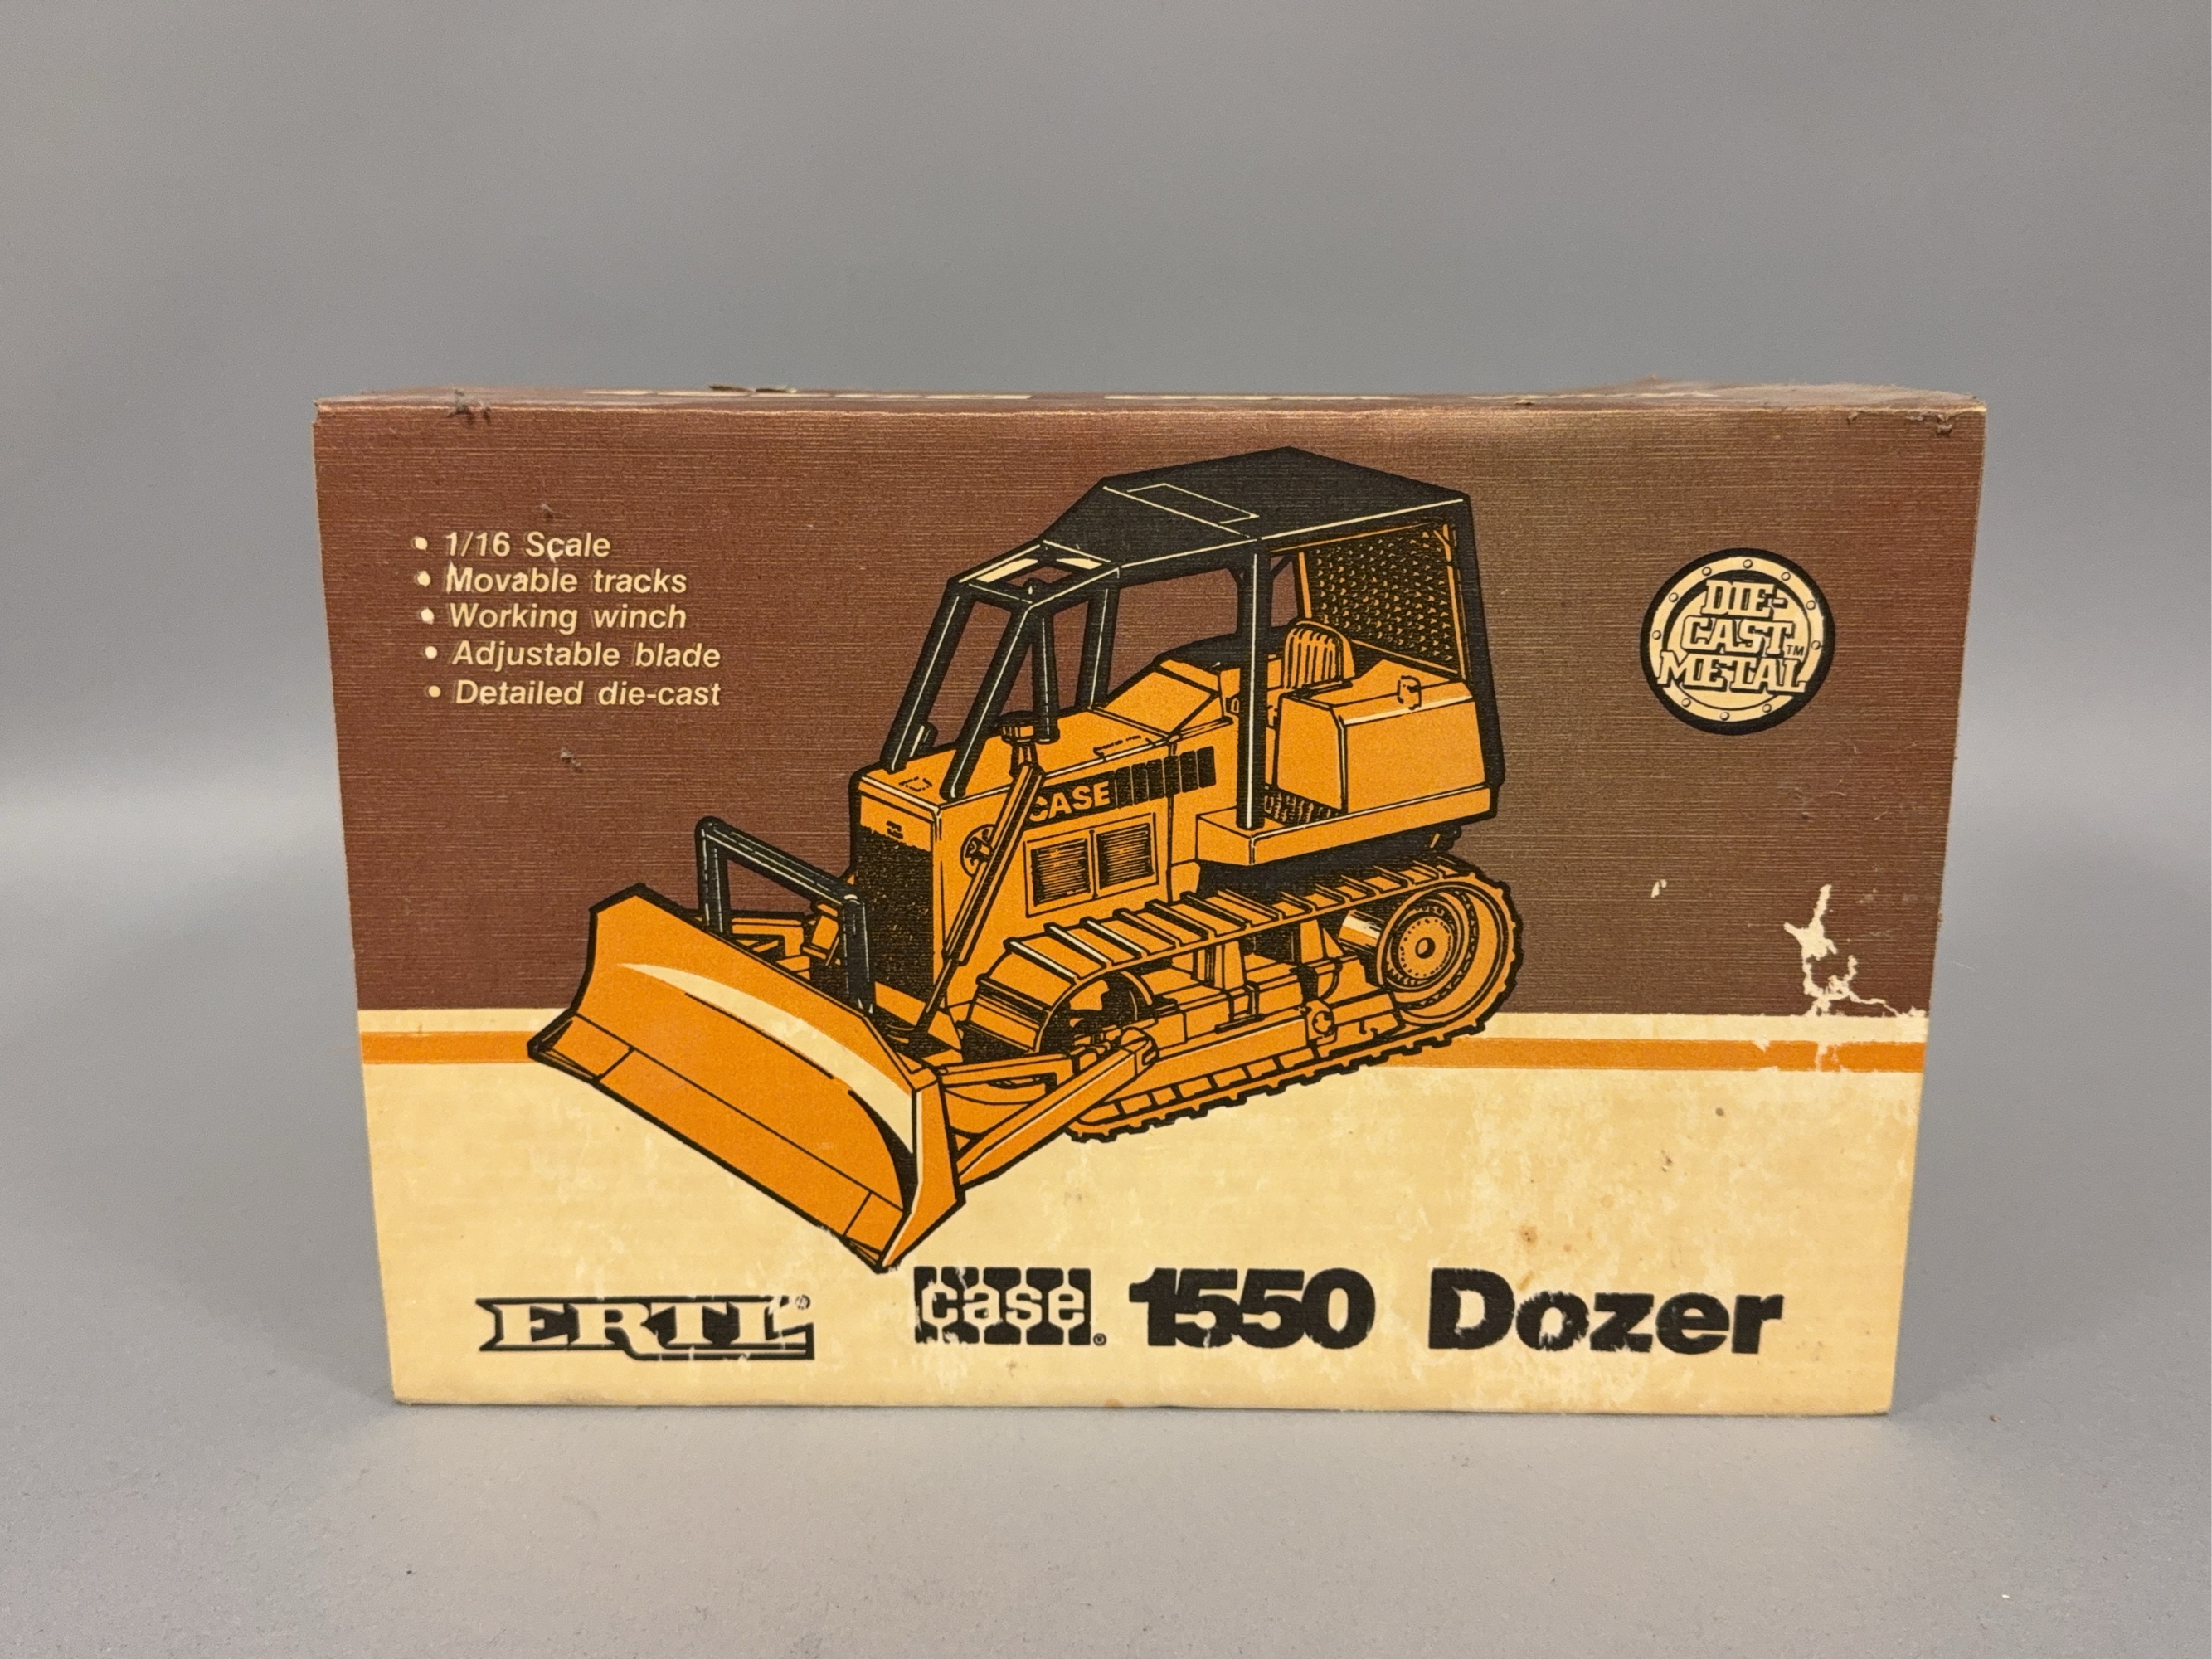 • 1/16 Scale
• Movable tracks
• Working winch
• Adjustable blade
• Detailed die-cast
DIE-
CAST™
METAL
CASE
ERTL®
case® 1550 Dozer